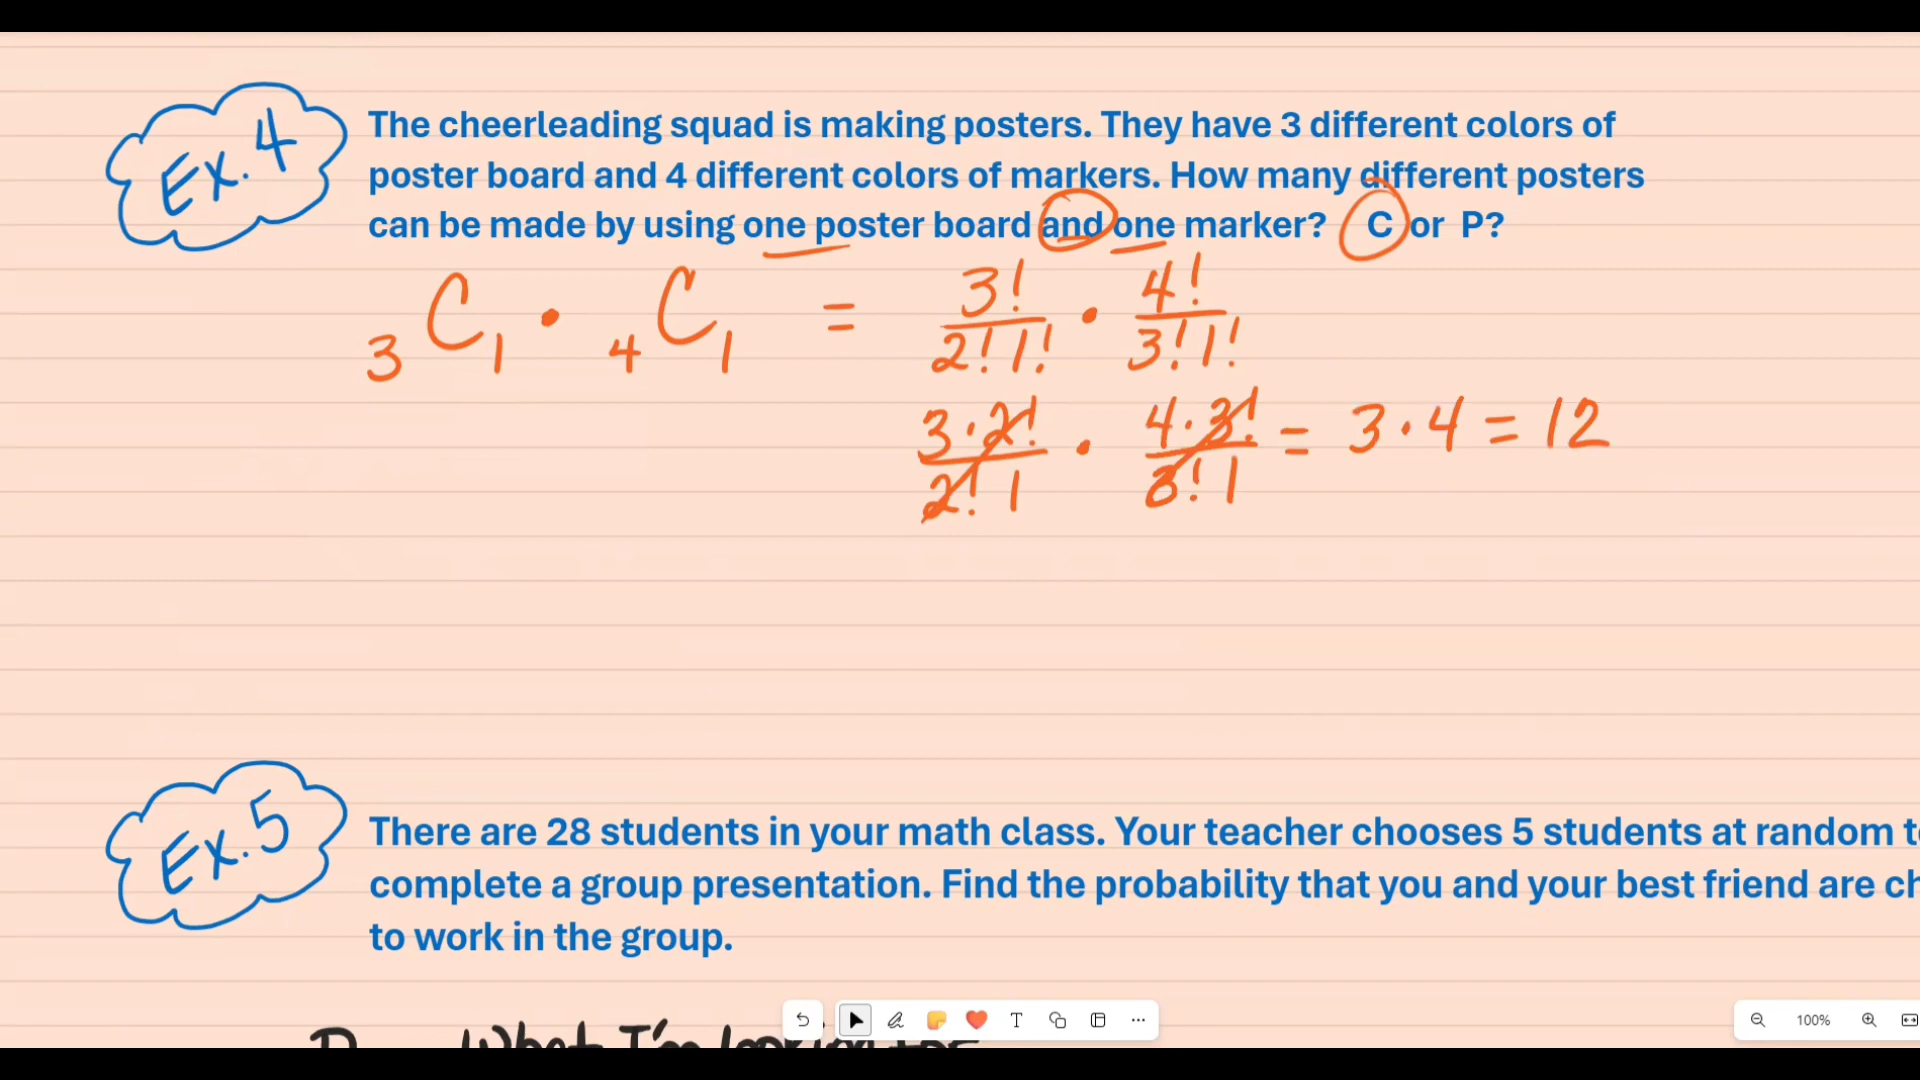 Ex. 4
The cheerleading squad is making posters. They have 3 different colors of
poster board and 4 different colors of markers. How many different posters
can be made by using one poster board and one marker? C or P?
₃C₁ · ₄C₁ = 3!/2!1! · 4!/3!1!
3·2!/2!1 · 4·3!/3!1 = 3·4 = 12
Ex. 5
There are 28 students in your math class. Your teacher chooses 5 students at random
complete a group presentation. Find the probability that you and your best friend are
to work in the group.
What I'm looking for
100%